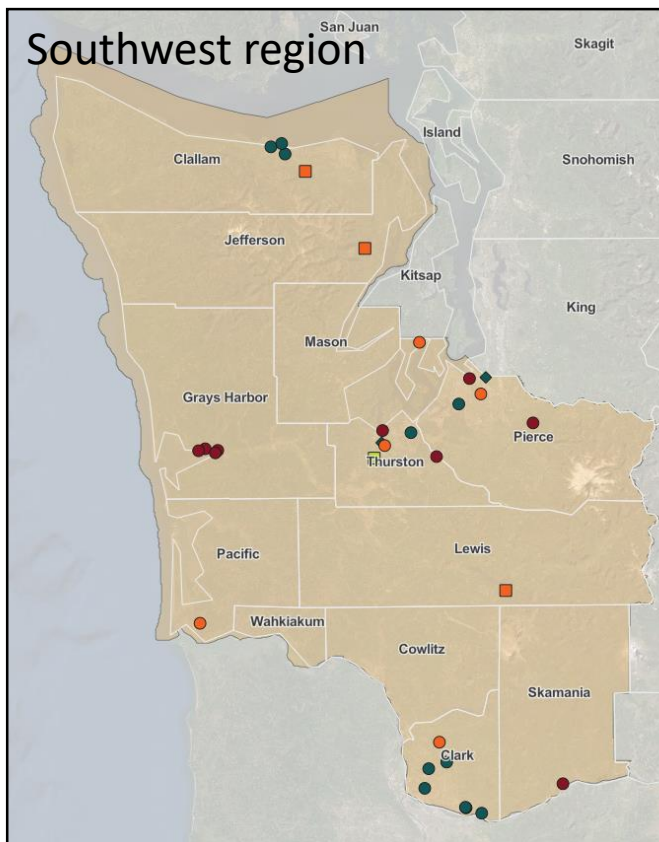 San Juan
Skagit
Southwest region
Island
Clallam
Snohomish
Jefferson
Kitsap
King
Mason
Grays Harbor
Pierce
Thurston
Pacific
Lewis
Wahkiakum
Cowlitz
Skamania
Clark